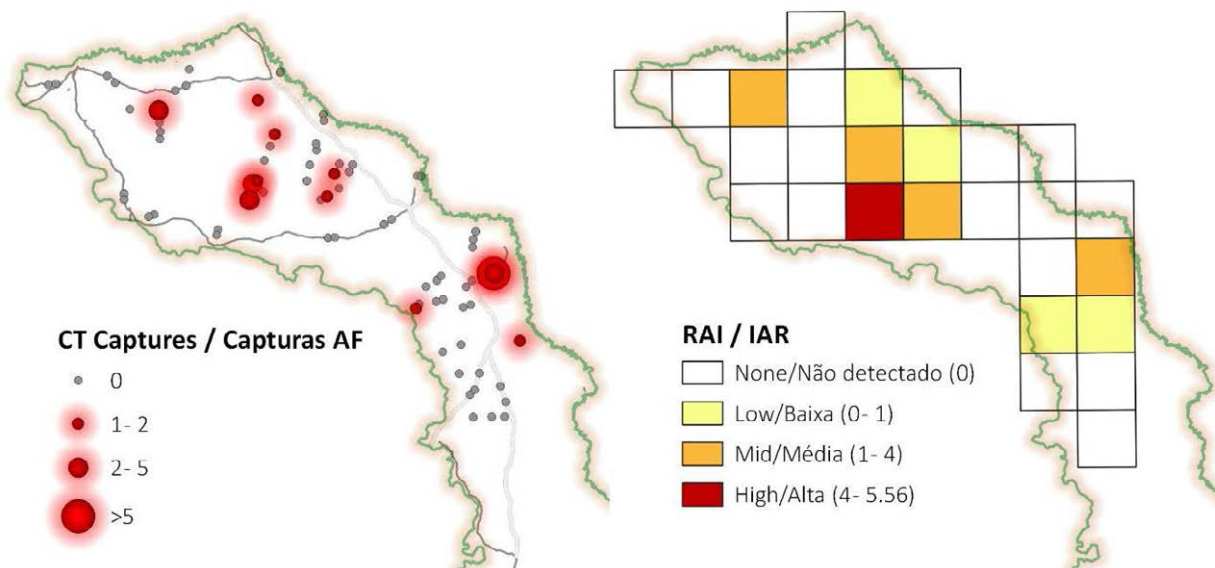 CT Captures / Capturas AF
0
1- 2
2- 5
>5
RAI / IAR
None/Não detectado (0)
Low/Baixa (0- 1)
Mid/Média (1- 4)
High/Alta (4- 5.56)